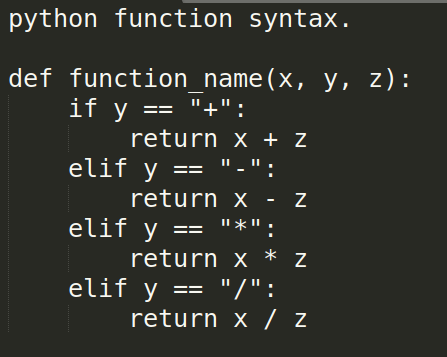 python function syntax.
def function_name(x, y, z):
    if y == "+":
        return x + z
    elif y == "-":
        return x - z
    elif y == "*":
        return x * z
    elif y == "/":
        return x / z